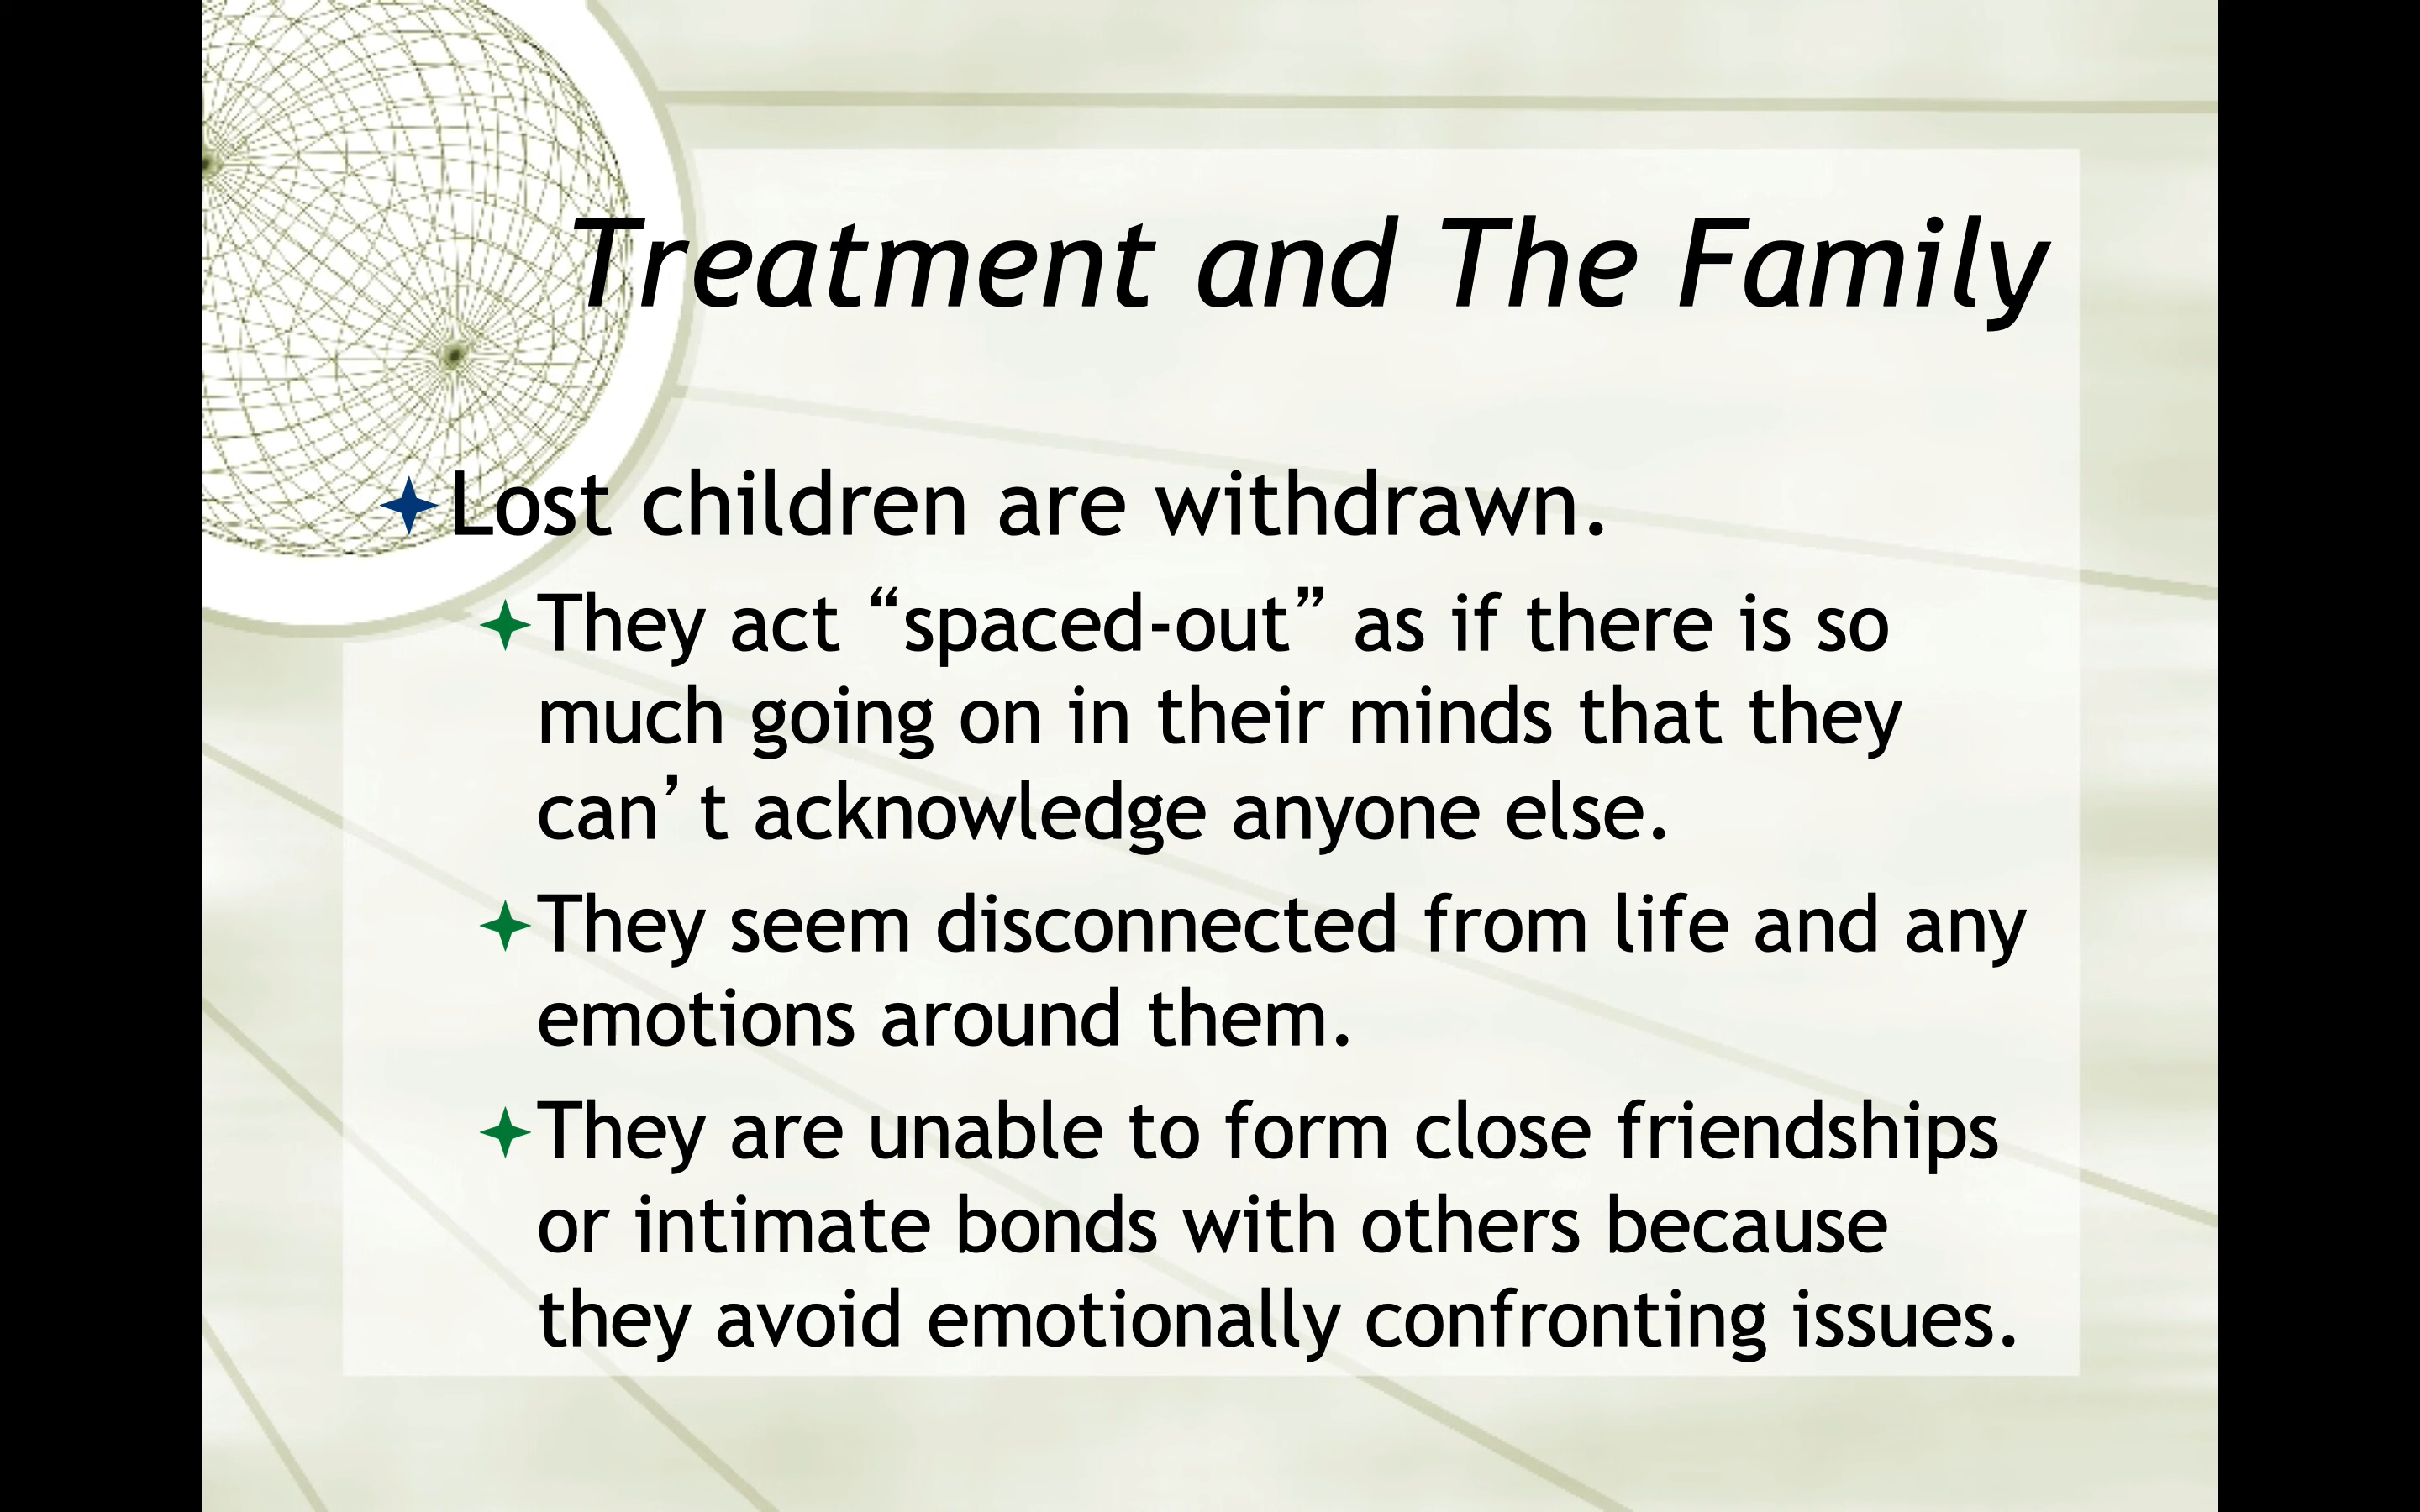 Treatment and The Family
Lost children are withdrawn.
They act “spaced-out” as if there is so
much going on in their minds that they
can’t acknowledge anyone else.
They seem disconnected from life and any
emotions around them.
They are unable to form close friendships
or intimate bonds with others because
they avoid emotionally confronting issues.